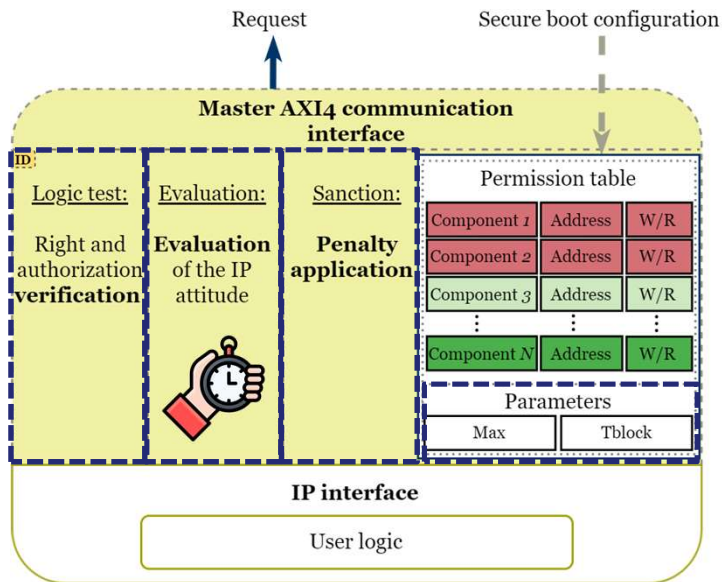 Request
Secure boot configuration
Master AXI4 communication
interface
ID
Logic test:
Right and
authorization
verification
Evaluation:
Evaluation
of the IP
attitude
Sanction:
Penalty
application
Permission table
Component 1 Address W/R
Component 2 Address W/R
Component 3 Address W/R
⋮ ⋮ ⋮
Component N Address W/R
Parameters
Max Tblock
IP interface
User logic